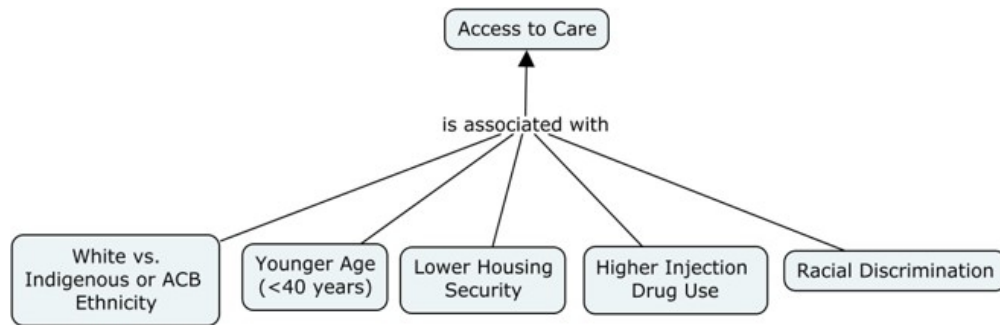 Access to Care
is associated with
White vs.
Indigenous or ACB
Ethnicity
Younger Age
(<40 years)
Lower Housing
Security
Higher Injection
Drug Use
Racial Discrimination